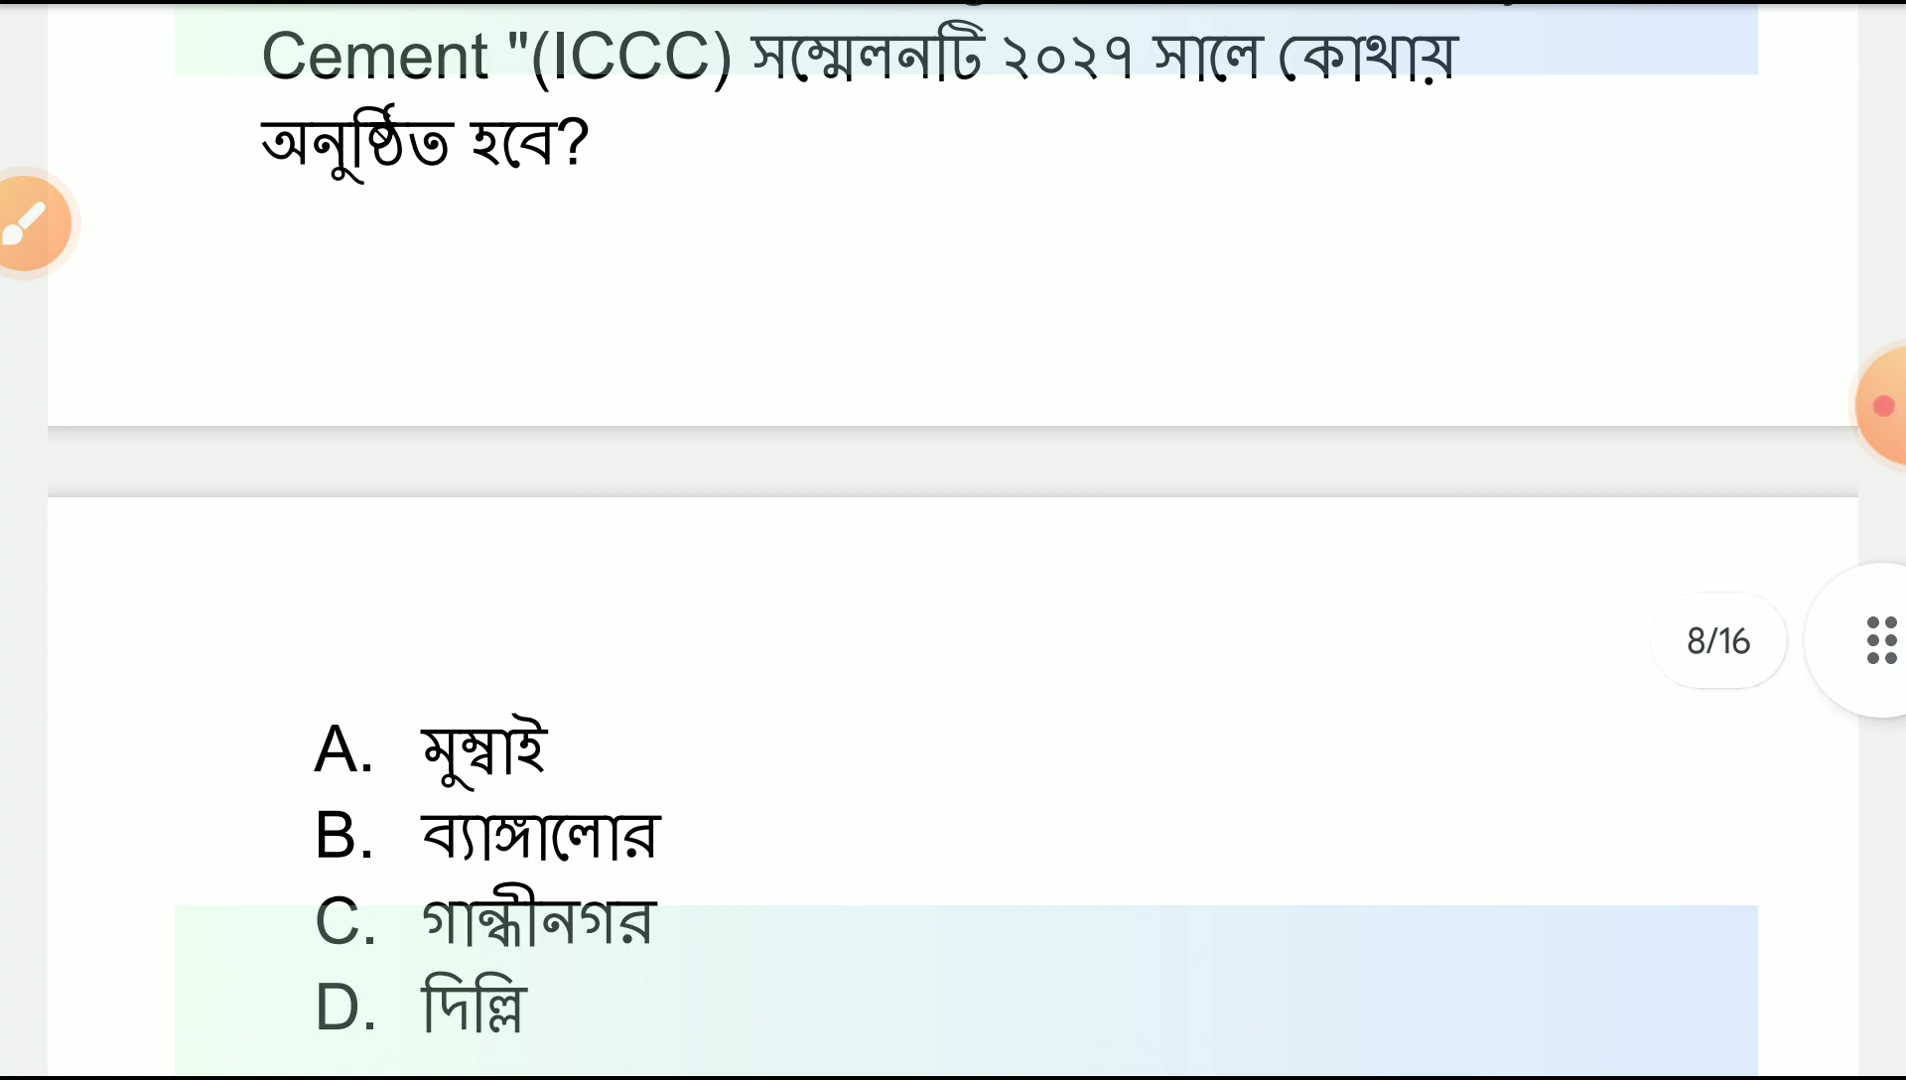 Cement "(ICCC) সম্মেলনটি ২০২৭ সালে কোথায়
অনুষ্ঠিত হবে?
8/16
A. মুম্বাই
B. ব্যাঙ্গালোর
C. গান্ধীনগর
D. দিল্লি